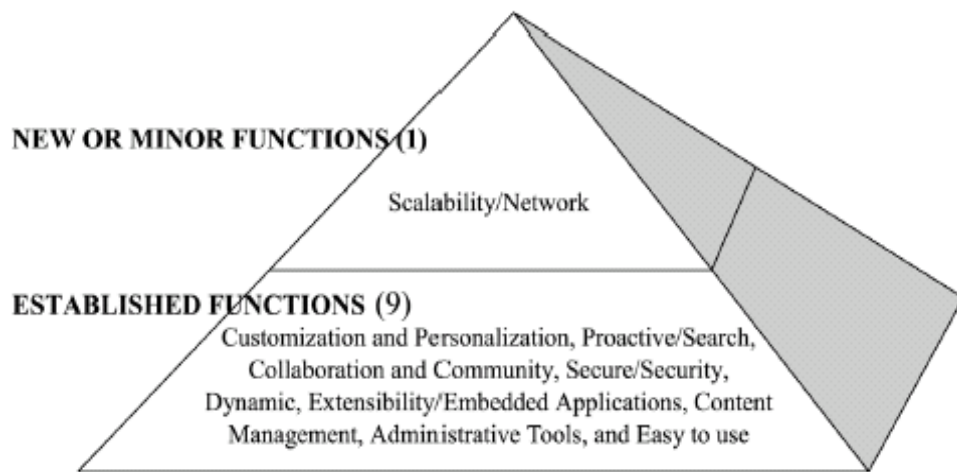 NEW OR MINOR FUNCTIONS (1)
Scalability/Network
ESTABLISHED FUNCTIONS (9)
Customization and Personalization, Proactive/Search,
Collaboration and Community, Secure/Security,
Dynamic, Extensibility/Embedded Applications, Content
Management, Administrative Tools, and Easy to use